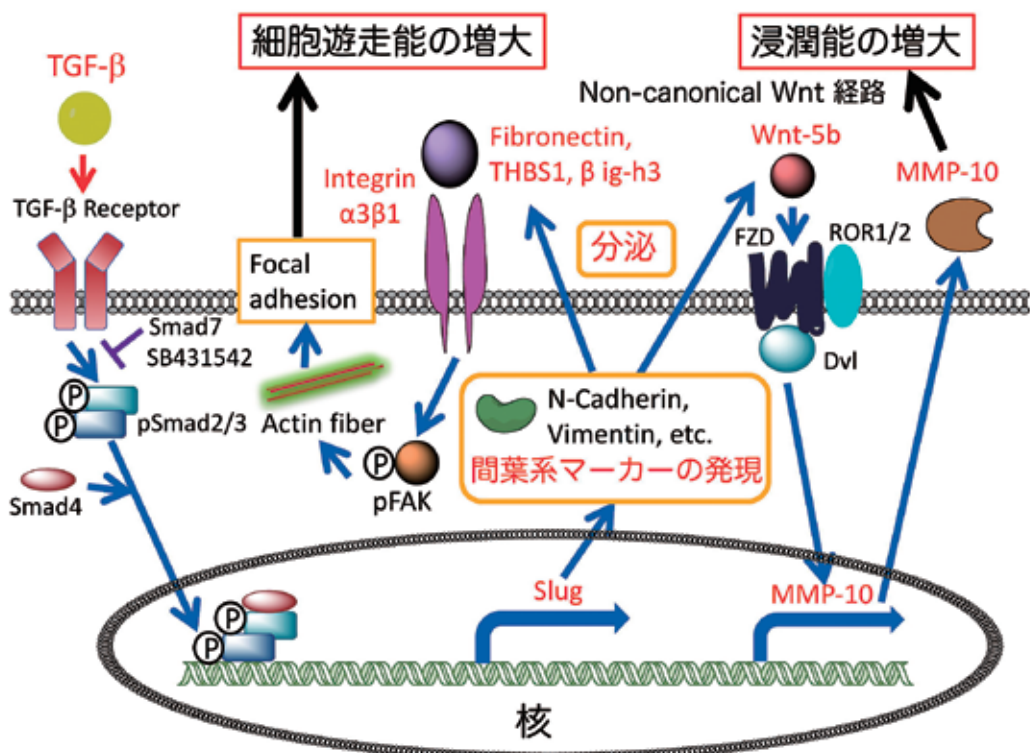 細胞遊走能の増大
浸潤能の増大
TGF-β
TGF-β Receptor
Smad7
SB431542
P
P
pSmad2/3
Smad4
Focal
adhesion
Actin fiber
Integrin
α3β1
Fibronectin,
THBS1, β ig-h3
P
pFAK
分泌
N-Cadherin,
Vimentin, etc.
間葉系マーカーの発現
Non-canonical Wnt 経路
Wnt-5b
FZD
ROR1/2
Dvl
MMP-10
P
P
Slug
MMP-10
核